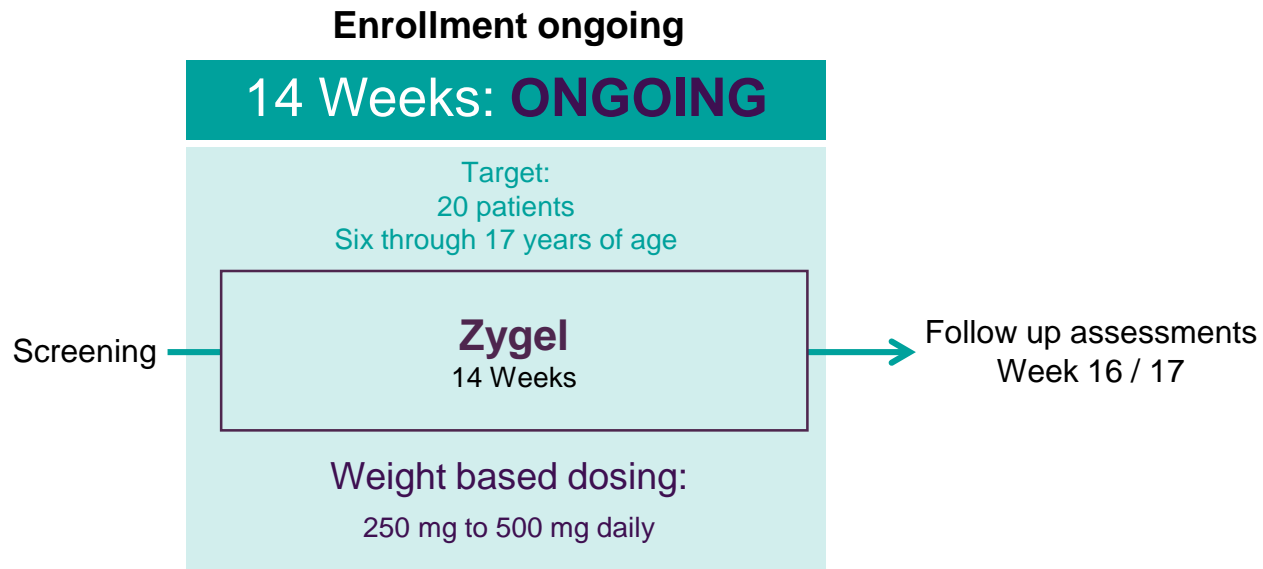 Enrollment ongoing
14 Weeks: ONGOING
Target:
20 patients
Six through 17 years of age
Screening
Zygel
14 Weeks
Follow up assessments
Week 16 / 17
Weight based dosing:
250 mg to 500 mg daily